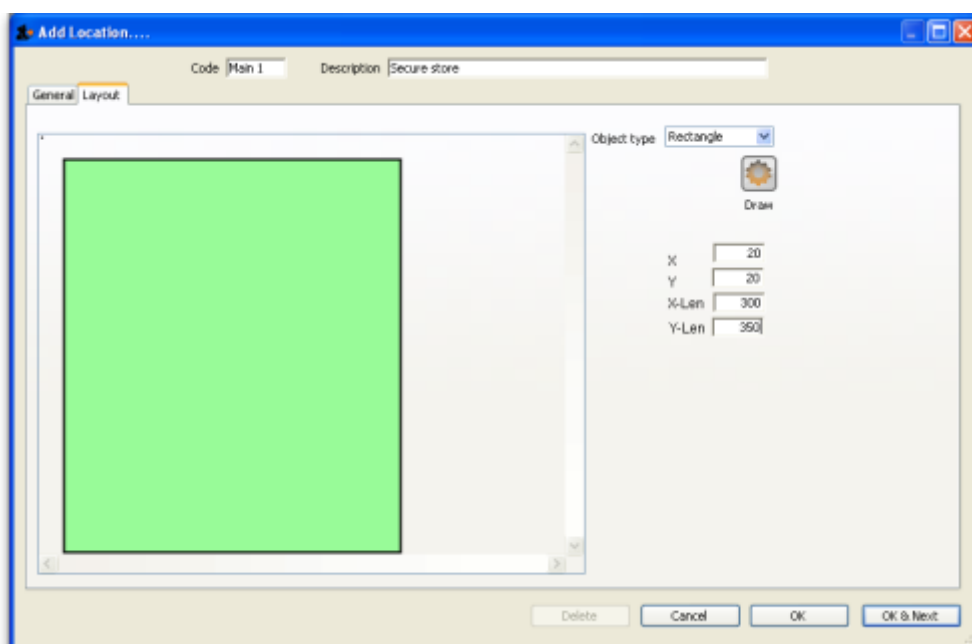 Add Location....
Code Main 1 Description Secure store
General Layout
Object type Rectangle
Draw
X 20
Y 20
X-Len 300
Y-Len 350
Delete Cancel OK OK & Next